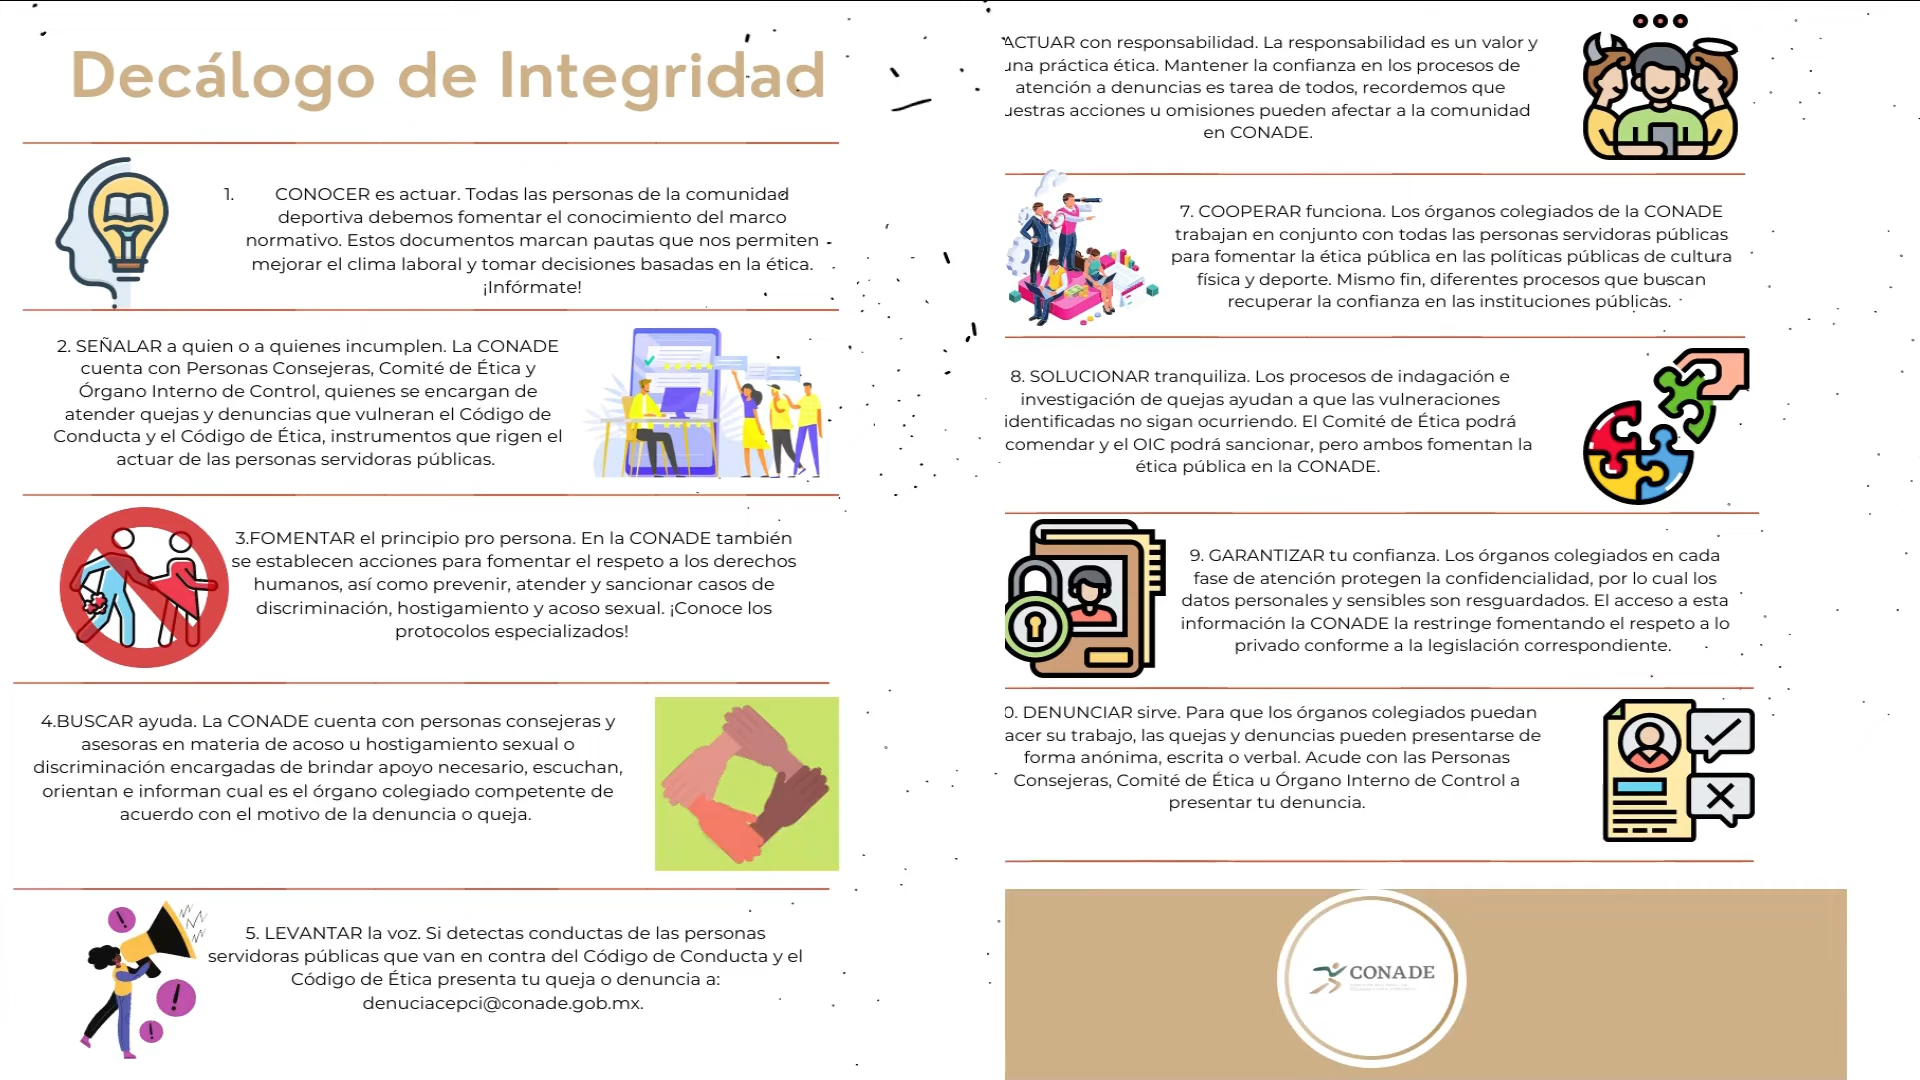 Decálogo de Integridad
1. CONOCER es actuar. Todas las personas de la comunidad
deportiva debemos fomentar el conocimiento del marco
normativo. Estos documentos marcan pautas que nos permiten
mejorar el clima laboral y tomar decisiones basadas en la ética.
¡Infórmate!
2. SEÑALAR a quien o a quienes incumplen. La CONADE
cuenta con Personas Consejeras, Comité de Ética y
Órgano Interno de Control, quienes se encargan de
atender quejas y denuncias que vulneran el Código de
Conducta y el Código de Ética, instrumentos que rigen el
actuar de las personas servidoras públicas.
3.FOMENTAR el principio pro persona. En la CONADE también
se establecen acciones para fomentar el respeto a los derechos
humanos, así como prevenir, atender y sancionar casos de
discriminación, hostigamiento y acoso sexual. ¡Conoce los
protocolos especializados!
4.BUSCAR ayuda. La CONADE cuenta con personas consejeras y
asesoras en materia de acoso u hostigamiento sexual o
discriminación encargadas de brindar apoyo necesario, escuchan,
orientan e informan cual es el órgano colegiado competente de
acuerdo con el motivo de la denuncia o queja.
5. LEVANTAR la voz. Si detectas conductas de las personas
servidoras públicas que van en contra del Código de Conducta y el
Código de Ética presenta tu queja o denuncia a:
denuciacepci@conade.gob.mx.
ACTUAR con responsabilidad. La responsabilidad es un valor y
una práctica ética. Mantener la confianza en los procesos de
atención a denuncias es tarea de todos, recordemos que
uestras acciones u omisiones pueden afectar a la comunidad
en CONADE.
7. COOPERAR funciona. Los órganos colegiados de la CONADE
trabajan en conjunto con todas las personas servidoras públicas
para fomentar la ética pública en las políticas públicas de cultura
física y deporte. Mismo fin, diferentes procesos que buscan
recuperar la confianza en las instituciones públicas.
8. SOLUCIONAR tranquiliza. Los procesos de indagación e
investigación de quejas ayudan a que las vulneraciones
identificadas no sigan ocurriendo. El Comité de Ética podrá
comendar y el OIC podrá sancionar, pero ambos fomentan la
ética pública en la CONADE.
9. GARANTIZAR tu confianza. Los órganos colegiados en cada
fase de atención protegen la confidencialidad, por lo cual los
datos personales y sensibles son resguardados. El acceso a esta
información la CONADE la restringe fomentando el respeto a lo
privado conforme a la legislación correspondiente.
0. DENUNCIAR sirve. Para que los órganos colegiados puedan
acer su trabajo, las quejas y denuncias pueden presentarse de
forma anónima, escrita o verbal. Acude con las Personas
Consejeras, Comité de Ética u Órgano Interno de Control a
presentar tu denuncia.
CONADE